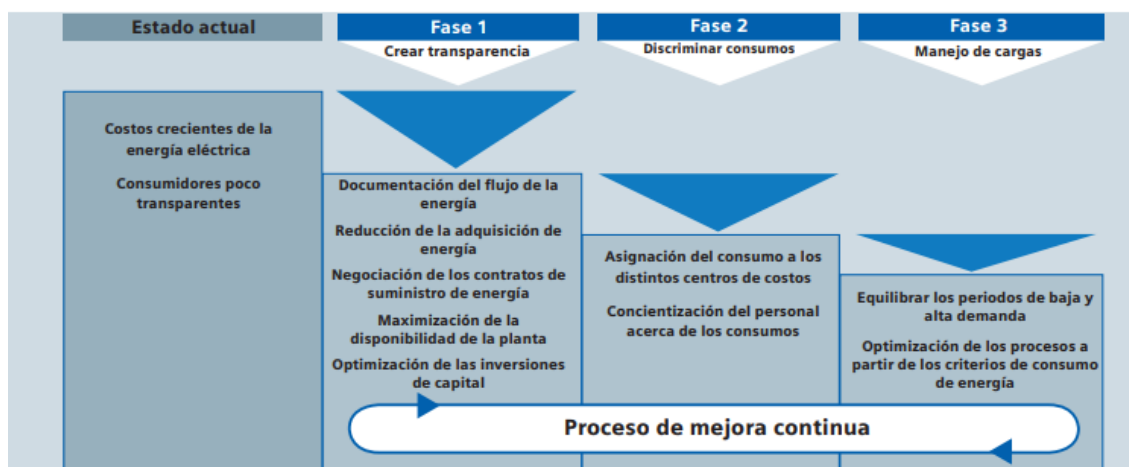 Estado actual
Fase 1
Fase 2
Fase 3
Crear transparencia
Discriminar consumos
Manejo de cargas
Costos crecientes de la
energía eléctrica
Consumidores poco
transparentes
Documentación del flujo de la
energía
Reducción de la adquisición de
energía
Negociación de los contratos de
suministro de energía
Maximización de la
disponibilidad de la planta
Optimización de las inversiones
de capital
Asignación del consumo a los
distintos centros de costos
Concientización del personal
acerca de los consumos
Equilibrar los periodos de baja y
alta demanda
Optimización de los procesos a
partir de los criterios de consumo
de energía
Proceso de mejora continua